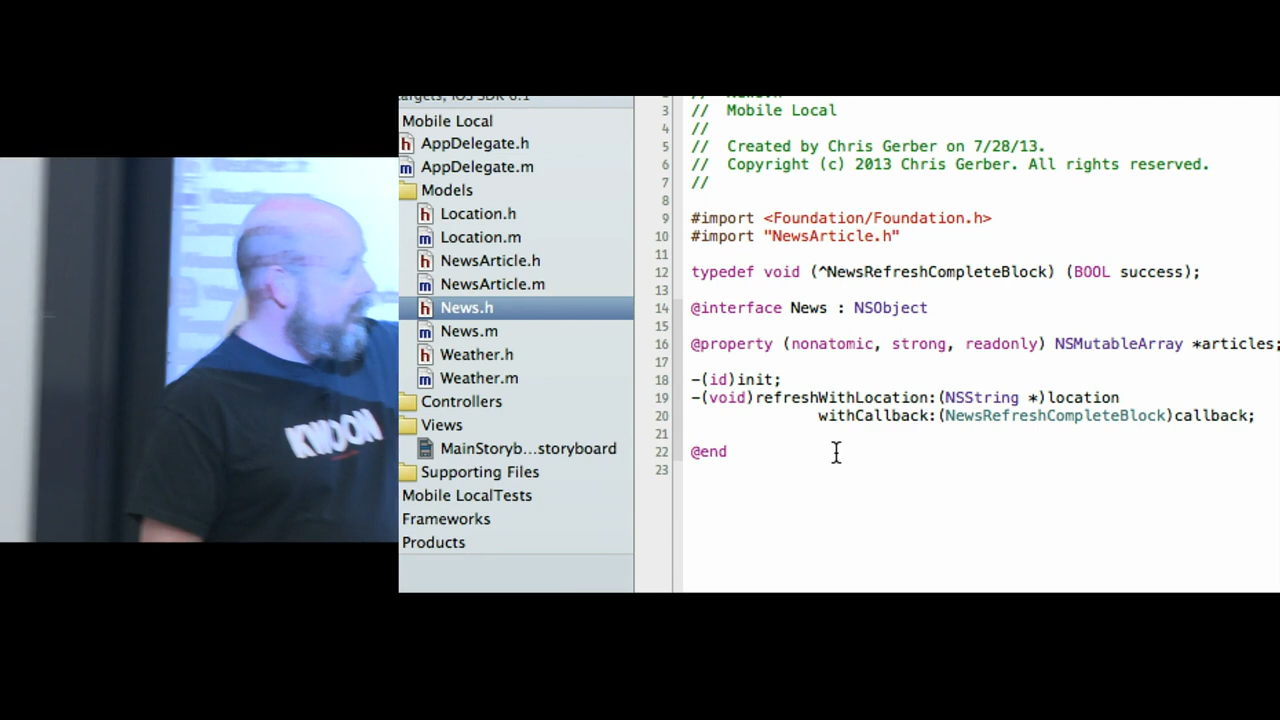 KWOON
Mobile Local
AppDelegate.h
AppDelegate.m
Models
Location.h
Location.m
NewsArticle.h
NewsArticle.m
News.h
News.m
Weather.h
Weather.m
Controllers
Views
MainStoryb...storyboard
Supporting Files
Mobile LocalTests
Frameworks
Products
3 // Mobile Local
4 //
5 // Created by Chris Gerber on 7/28/13.
6 // Copyright (c) 2013 Chris Gerber. All rights reserved.
7 //
8
9 #import <Foundation/Foundation.h>
10 #import "NewsArticle.h"
11
12 typedef void (^NewsRefreshCompleteBlock) (BOOL success);
13
14 @interface News : NSObject
15
16 @property (nonatomic, strong, readonly) NSMutableArray *articles;
17
18 -(id)init;
19 -(void)refreshWithLocation:(NSString *)location
20 withCallback:(NewsRefreshCompleteBlock)callback;
21
22 @end
23